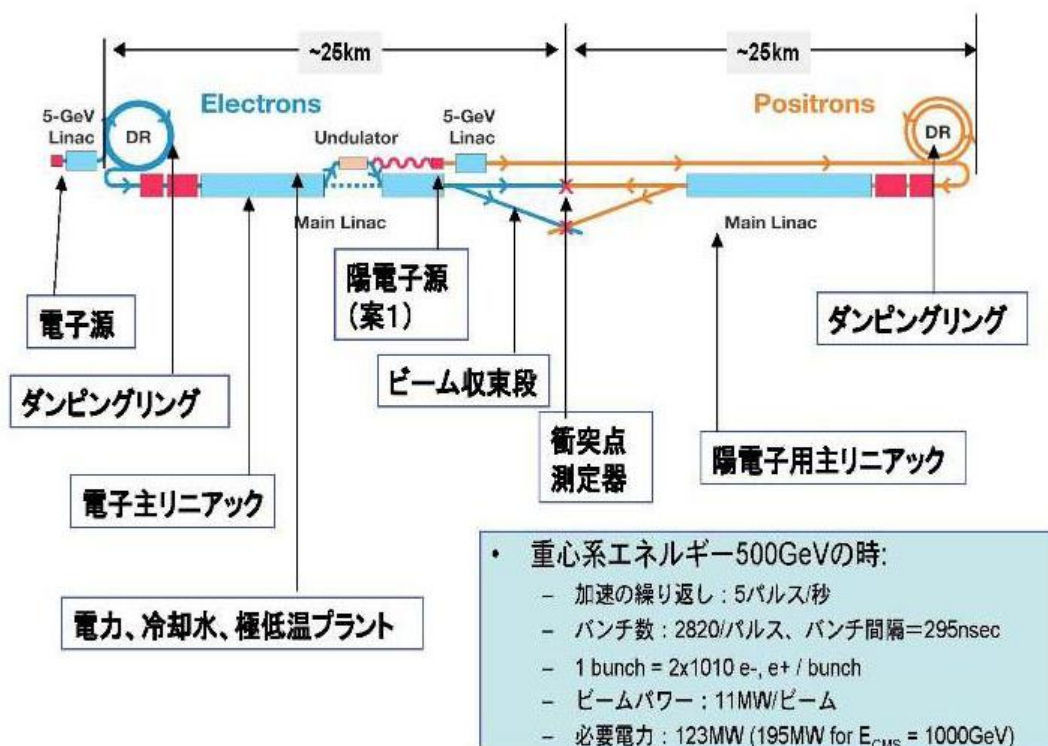 ~25km
~25km
5-GeV
Linac
DR
Electrons
Undulator
5-GeV
Linac
Positrons
DR
Main Linac
Main Linac
電子源
ダンピングリング
電子主リニアック
電力、冷却水、極低温プラント
陽電子源
(案1)
ビーム収束段
衝突点
測定器
陽電子用主リニアック
ダンピングリング
• 重心系エネルギー500GeVの時:
– 加速の繰り返し：5パルス/秒
– バンチ数：2820/パルス、バンチ間隔＝295nsec
– 1 bunch = 2x1010 e-, e+ / bunch
– ビームパワー：11MW/ビーム
– 必要電力：123MW (195MW for ECMS = 1000GeV)